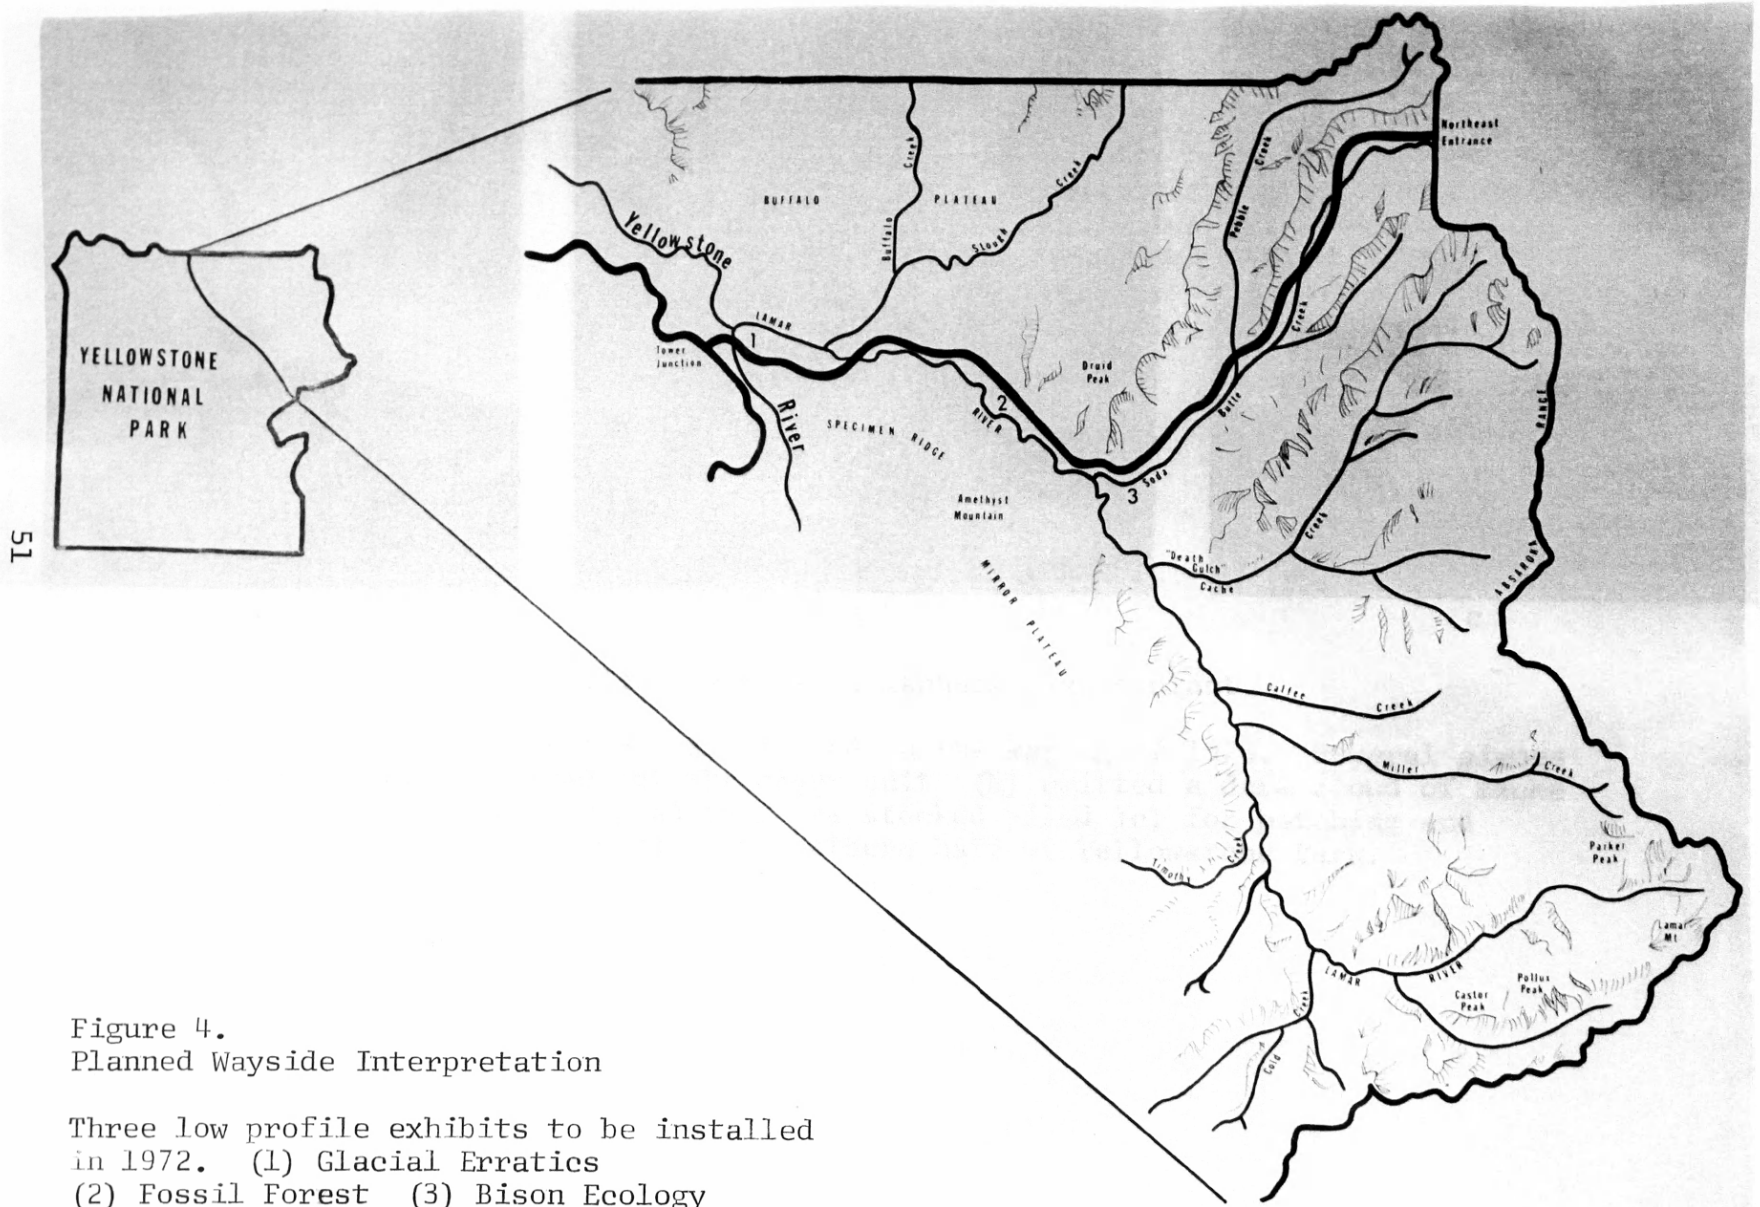 Northeast
Entrance
Creek
Creek
Creek
BUFFALO
PLATEAU
Pebble
Yellowstone
Buffalo
Slough
YELLOWSTONE
NATIONAL
PARK
LAMAR
1
Creek
Tower
Junction
Druid
Peak
River
2
RIVER
Butte
RANGE
SPECIMEN RIDGE
Soda
3
Amethyst
Mountain
Creek
51
"Death
Gulch"
Cache
ABSAROKA
MIRROR PLATEAU
Calfee
Creek
Miller
Creek
Parker
Peak
Timothy
Creek
Lamar
Mt
LAMAR
RIVER
Pollux
Peak
Castor
Peak
Creek
Cold
Figure 4.
Planned Wayside Interpretation
Three low profile exhibits to be installed
in 1972. (1) Glacial Erratics
(2) Fossil Forest (3) Bison Ecology